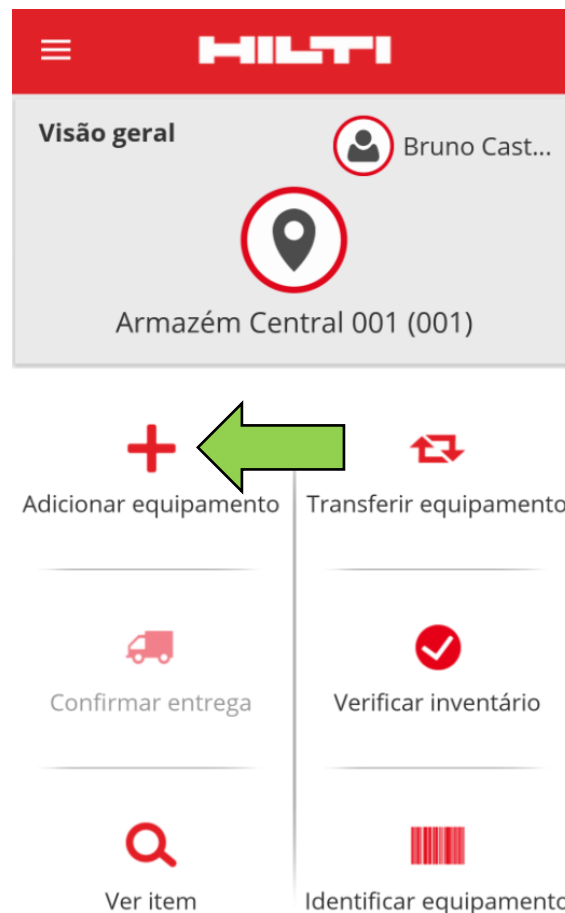 HILTI
Visão geral
Bruno Cast...
Armazém Central 001 (001)
Adicionar equipamento
Transferir equipamento
Confirmar entrega
Verificar inventário
Ver item
Identificar equipamento